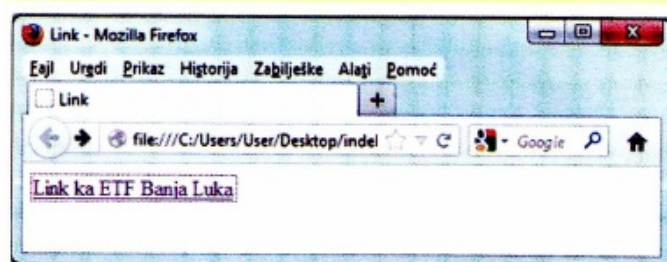 Link - Mozilla Firefox
Fajl Uredi Prikaz Historija Zabilješke Alati Pomoć
Link
file:///C:/Users/User/Desktop/indel Google
Link ka ETF Banja Luka